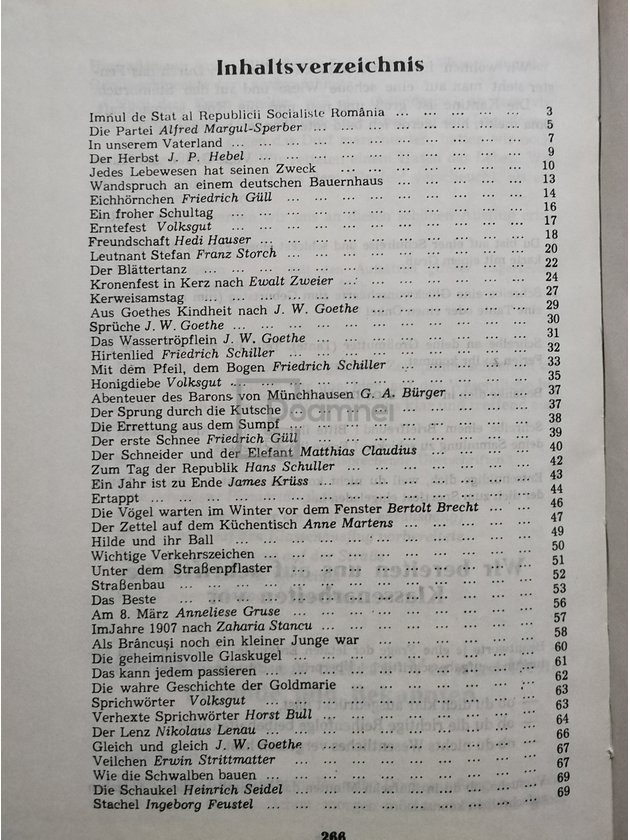 Inhaltsverzeichnis
Imnul de Stat al Republicii Socialiste România ... ... ... ... 3
Die Partei Alfred Margul-Sperber ... ... ... ... ... ... 5
In unserem Vaterland ... ... ... ... ... ... ... ... 7
Der Herbst J. P. Hebel ... ... ... ... ... ... ... ... 9
Jedes Lebewesen hat seinen Zweck ... ... ... ... ... ... 10
Wandspruch an einem deutschen Bauernhaus ... ... ... ... 13
Eichhörnchen Friedrich Güll ... ... ... ... ... ... ... 14
Ein froher Schultag ... ... ... ... ... ... ... ... 16
Erntefest Volksgut ... ... ... ... ... ... ... ... 17
Freundschaft Hedi Hauser ... ... ... ... ... ... ... 18
Leutnant Stefan Franz Storch ... ... ... ... ... ... 20
Der Blättertanz ... ... ... ... ... ... ... ... 22
Kronenfest in Kerz nach Ewalt Zweier ... ... ... ... ... 24
Kerweisamstag ... ... ... ... ... ... ... ... 27
Aus Goethes Kindheit nach J. W. Goethe ... ... ... ... 29
Sprüche J. W. Goethe ... ... ... ... ... ... ... 30
Das Wassertröpflein J. W. Goethe ... ... ... ... ... 31
Hirtenlied Friedrich Schiller ... ... ... ... ... ... 32
Mit dem Pfeil, dem Bogen Friedrich Schiller ... ... ... 33
Honigdiebe Volksgut ... ... ... ... ... ... ... 35
Abenteuer des Barons von Münchhausen G. A. Bürger ... ... 37
Der Sprung durch die Kutsche ... ... ... ... ... ... 37
Die Errettung aus dem Sumpf ... ... ... ... ... ... 38
Der erste Schnee Friedrich Güll ... ... ... ... ... 39
Der Schneider und der Elefant Matthias Claudius ... ... ... 40
Zum Tag der Republik Hans Schuller ... ... ... ... ... 42
Ein Jahr ist zu Ende James Krüss ... ... ... ... ... 43
Ertappt ... ... ... ... ... ... ... ... ... 44
Die Vögel warten im Winter vor dem Fenster Bertolt Brecht ... ... 46
Der Zettel auf dem Küchentisch Anne Martens ... ... ... 47
Hilde und ihr Ball ... ... ... ... ... ... ... 49
Wichtige Verkehrszeichen ... ... ... ... ... ... ... 50
Unter dem Straßenpflaster ... ... ... ... ... ... ... 51
Straßenbau ... ... ... ... ... ... ... ... 52
Das Beste ... ... ... ... ... ... ... ... 53
Am 8. März Anneliese Gruse ... ... ... ... ... ... 56
ImJahre 1907 nach Zaharia Stancu ... ... ... ... ... 57
Als Brâncuşi noch ein kleiner Junge war ... ... ... ... 58
Die geheimnisvolle Glaskugel ... ... ... ... ... ... 60
Das kann jedem passieren ... ... ... ... ... ... 61
Die wahre Geschichte der Goldmarie ... ... ... ... ... 62
Sprichwörter Volksgut ... ... ... ... ... ... ... 63
Verhexte Sprichwörter Horst Bull ... ... ... ... ... 63
Der Lenz Nikolaus Lenau ... ... ... ... ... ... 64
Gleich und gleich J. W. Goethe ... ... ... ... ... 66
Veilchen Erwin Strittmatter ... ... ... ... ... ... 67
Wie die Schwalben bauen ... ... ... ... ... ... 67
Die Schaukel Heinrich Seidel ... ... ... ... ... ... 69
Stachel Ingeborg Feustel ... ... ... ... ... ... 69
266
Doamnei